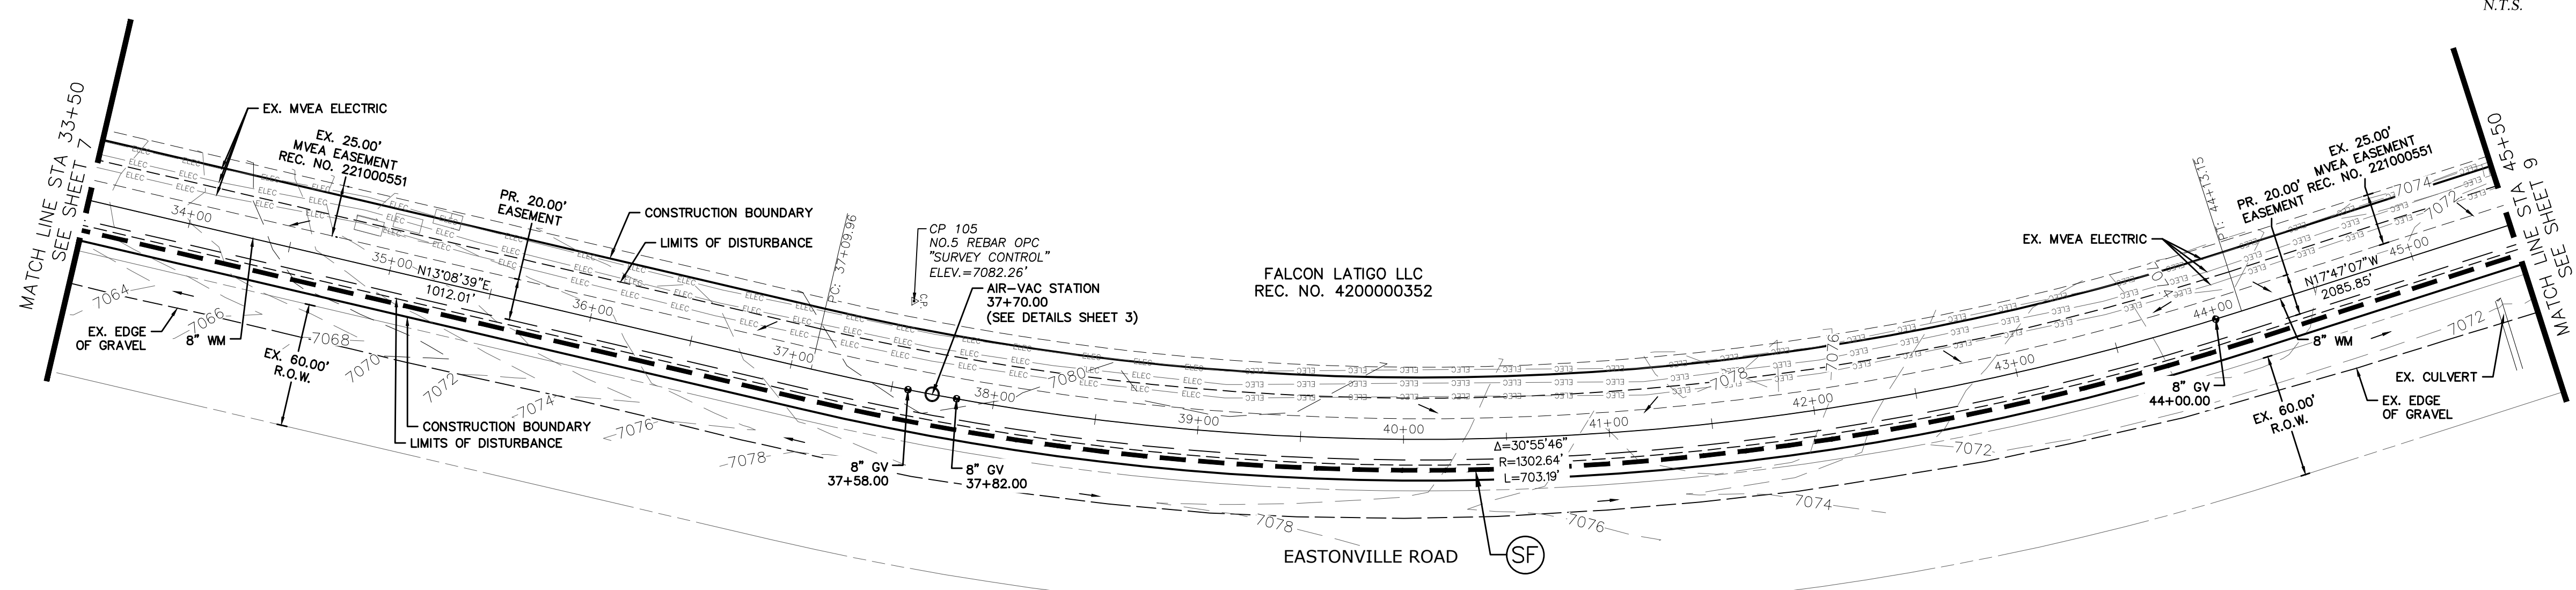 N.T.S.
MATCH LINE STA 33+50
SEE SHEET 7
EX. MVEA ELECTRIC
EX. 25.00'
MVEA EASEMENT
REC. NO. 221000551
PR. 20.00'
EASEMENT
CONSTRUCTION BOUNDARY
LIMITS OF DISTURBANCE
PC: 37+09.96
CP 105
NO.5 REBAR OPC
"SURVEY CONTROL"
ELEV.=7082.26'
CP
AIR-VAC STATION
37+70.00
(SEE DETAILS SHEET 3)
FALCON LATIGO LLC
REC. NO. 4200000352
EX. MVEA ELECTRIC
PT: 44+13.15
PR. 20.00'
EASEMENT
EX. 25.00'
MVEA EASEMENT
REC. NO. 221000551
MATCH LINE STA 45+50
SEE SHEET 9
34+00
35+00
36+00
37+00
38+00
39+00
40+00
41+00
42+00
43+00
44+00
45+00
N13°08'39"E
1012.01'
N17°47'07"W
2085.85'
Δ=30°55'46"
R=1302.64'
L=703.19'
ELEC
7064
7066
7068
7070
7072
7074
7076
7078
7080
7078
7076
7074
7074
7072
7072
7072
7078
7076
7074
EX. EDGE
OF GRAVEL
8" WM
EX. 60.00'
R.O.W.
CONSTRUCTION BOUNDARY
LIMITS OF DISTURBANCE
8" GV
37+58.00
8" GV
37+82.00
EASTONVILLE ROAD
SF
8" GV
44+00.00
8" WM
EX. 60.00'
R.O.W.
EX. CULVERT
EX. EDGE
OF GRAVEL